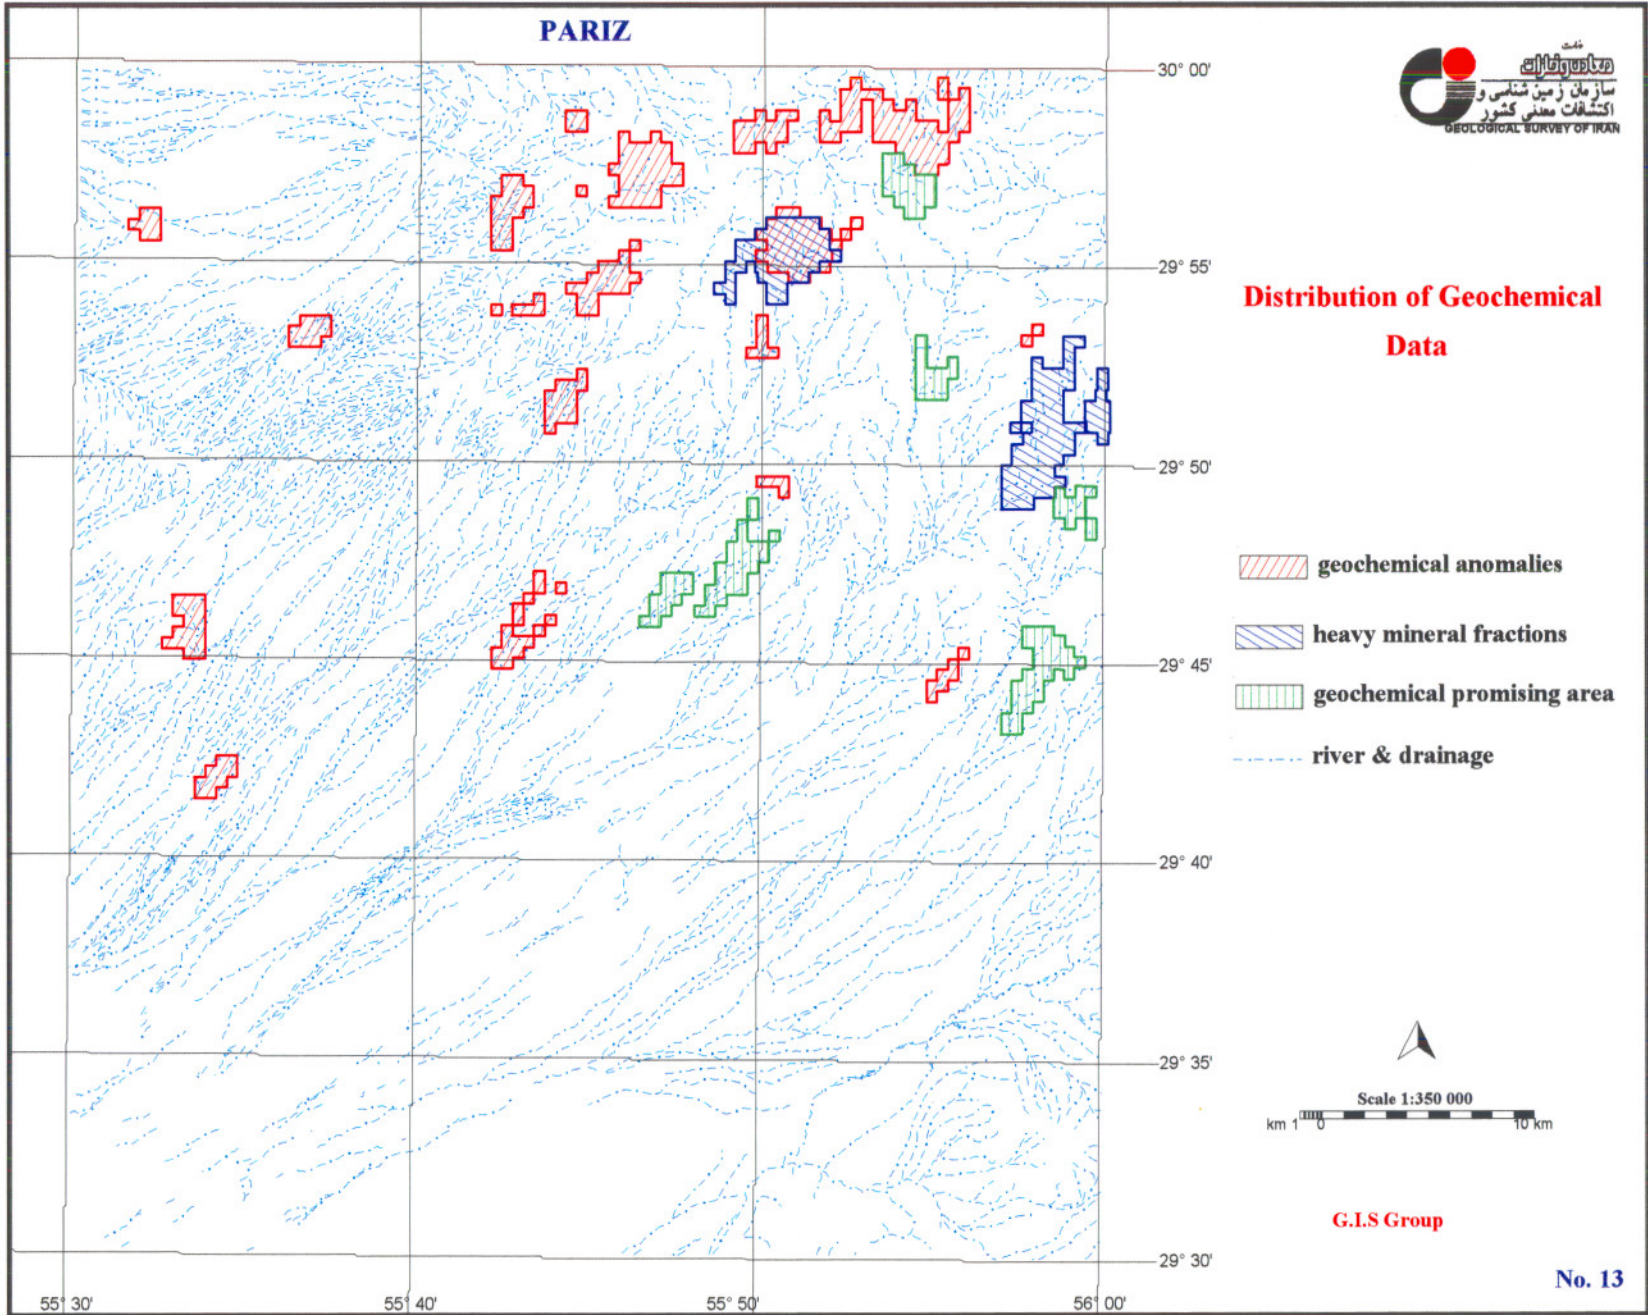 PARIZ
سازمان زمین شناسی و
اکتشافات معدنی کشور
GEOLOGICAL SURVEY OF IRAN
Distribution of Geochemical
Data
geochemical anomalies
heavy mineral fractions
geochemical promising area
river & drainage
Scale 1:350 000
km 1 0 10 km
G.I.S Group
No. 13
30° 00'
29° 55'
29° 50'
29° 45'
29° 40'
29° 35'
29° 30'
55° 30' 55° 40' 55° 50' 56° 00'